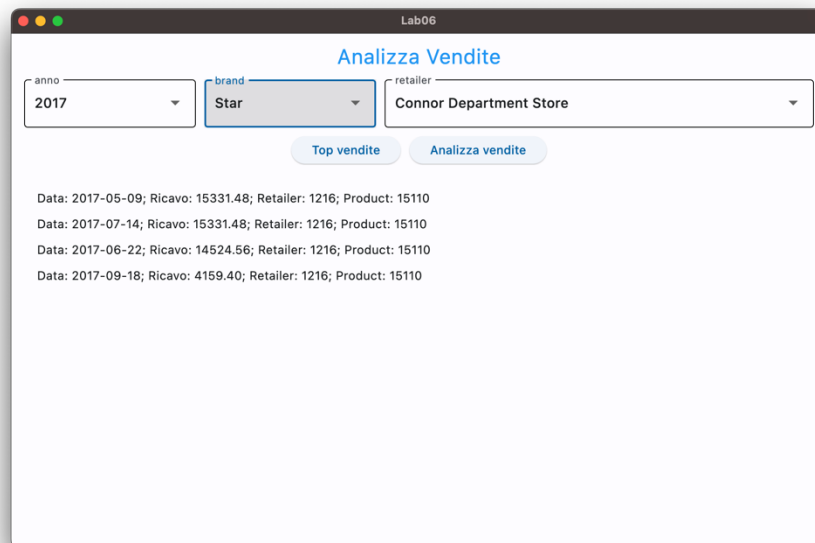 Lab06
Analizza Vendite
anno brand retailer
2017 Star Connor Department Store
Top vendite Analizza vendite
Data: 2017-05-09; Ricavo: 15331.48; Retailer: 1216; Product: 15110
Data: 2017-07-14; Ricavo: 15331.48; Retailer: 1216; Product: 15110
Data: 2017-06-22; Ricavo: 14524.56; Retailer: 1216; Product: 15110
Data: 2017-09-18; Ricavo: 4159.40; Retailer: 1216; Product: 15110